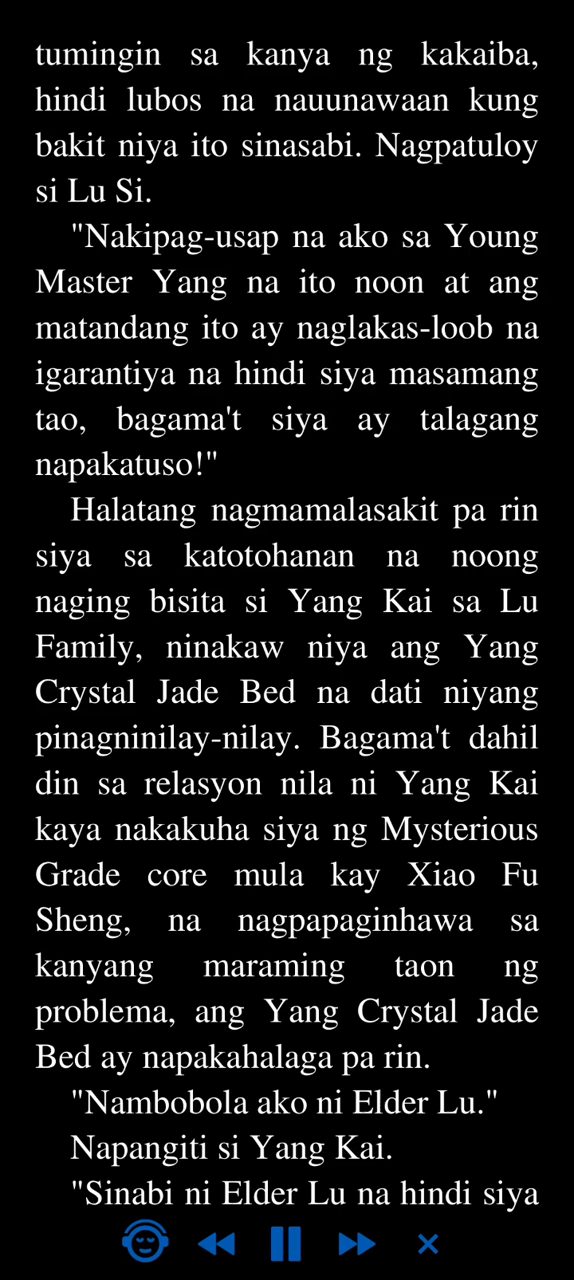 tumingin sa kanya ng kakaiba,
hindi lubos na nauunawaan kung
bakit niya ito sinasabi. Nagpatuloy
si Lu Si.
"Nakipag-usap na ako sa Young
Master Yang na ito noon at ang
matandang ito ay naglakas-loob na
igarantiya na hindi siya masamang
tao, bagama't siya ay talagang
napakatuso!"
Halatang nagmamalasakit pa rin
siya sa katotohanan na noong
naging bisita si Yang Kai sa Lu
Family, ninakaw niya ang Yang
Crystal Jade Bed na dati niyang
pinagninilay-nilay. Bagama't dahil
din sa relasyon nila ni Yang Kai
kaya nakakuha siya ng Mysterious
Grade core mula kay Xiao Fu
Sheng, na nagpapaginhawa sa
kanyang maraming taon ng
problema, ang Yang Crystal Jade
Bed ay napakahalaga pa rin.
"Nambobola ako ni Elder Lu."
Napangiti si Yang Kai.
"Sinabi ni Elder Lu na hindi siya